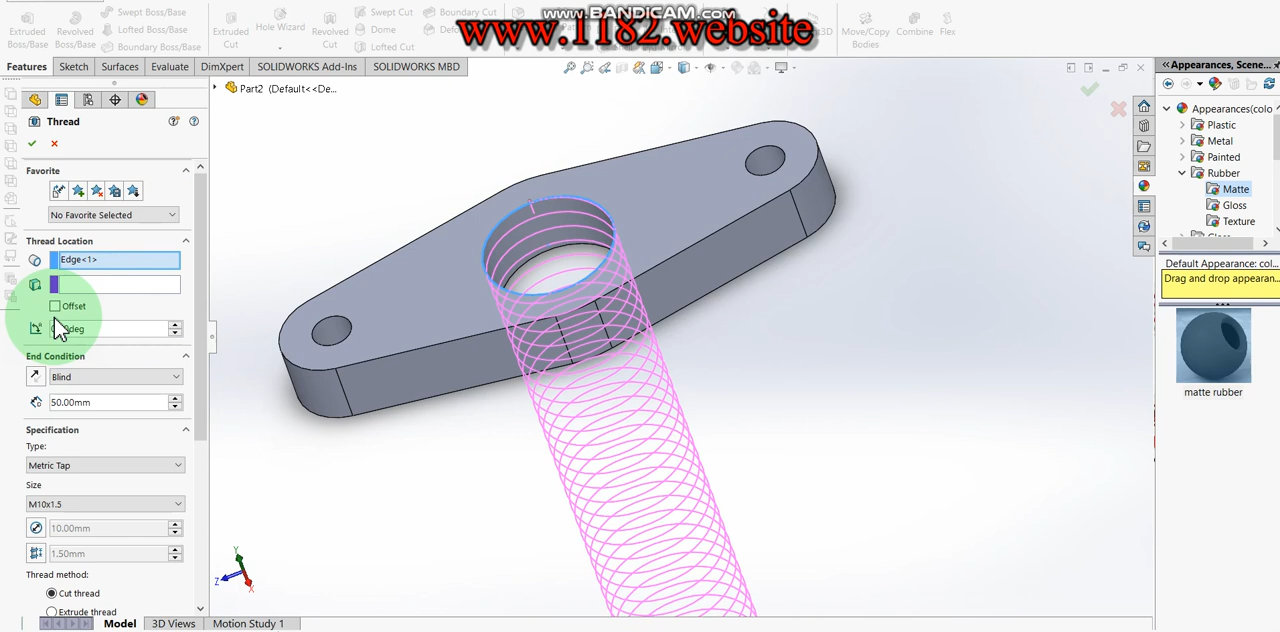 www.BANDICAM.com
www.1182.website
Extruded Boss/Base
Revolved Boss/Base
Swept Boss/Base
Lofted Boss/Base
Boundary Boss/Base
Extruded Cut
Hole Wizard
Revolved Cut
Swept Cut
Lofted Cut
Boundary Cut
Move/Copy Bodies
Combine
Flex
Features
Sketch
Surfaces
Evaluate
DimXpert
SOLIDWORKS Add-Ins
SOLIDWORKS MBD
Part2 (Default<<De...
Thread
Favorite
No Favorite Selected
Thread Location
Edge<1>
Offset
deg
End Condition
Blind
50.00mm
Specification
Type:
Metric Tap
Size
M10x1.5
10.00mm
1.50mm
Thread method:
Cut thread
Extrude thread
Y
Z
X
Model
3D Views
Motion Study 1
Appearances, Scene...
Appearances(colo
Plastic
Metal
Painted
Rubber
Matte
Gloss
Texture
Default Appearance: col...
Drag and drop appearan...
matte rubber